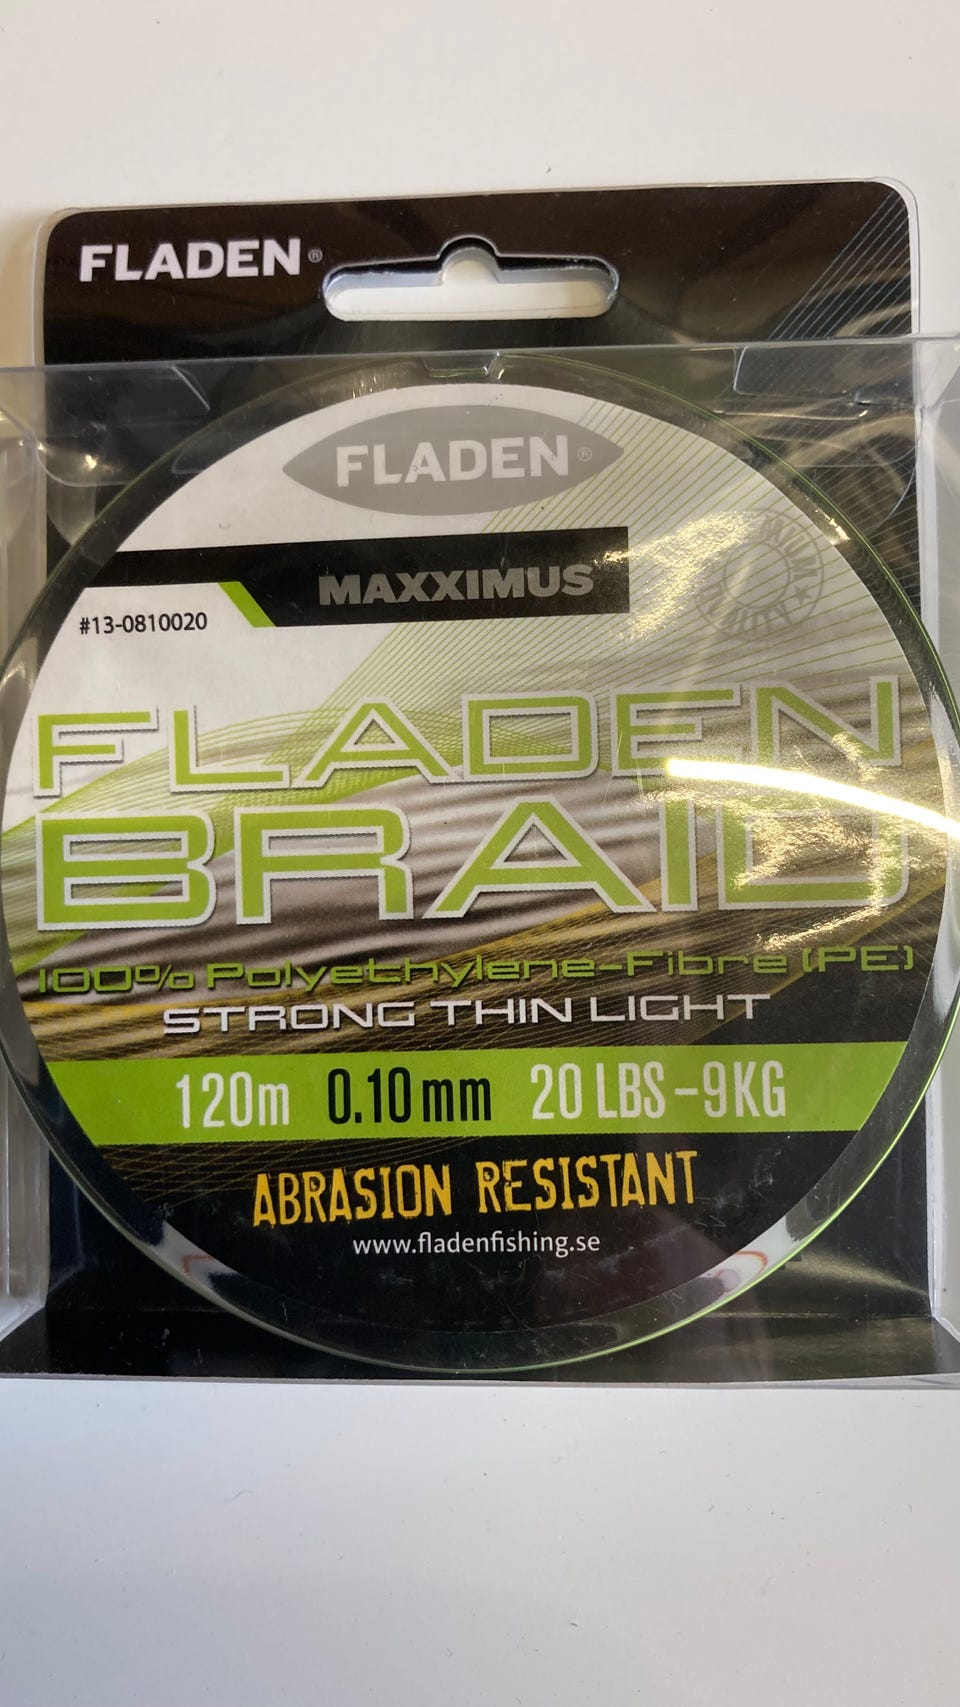 FLADEN®
FLADEN®
MAXXIMUS
#13-0810020
FLADEN
BRAID
100% Polyethylene-Fibre (PE)
STRONG THIN LIGHT
120m 0.10mm 20 LBS-9KG
ABRASION RESISTANT
www.fladenfishing.se